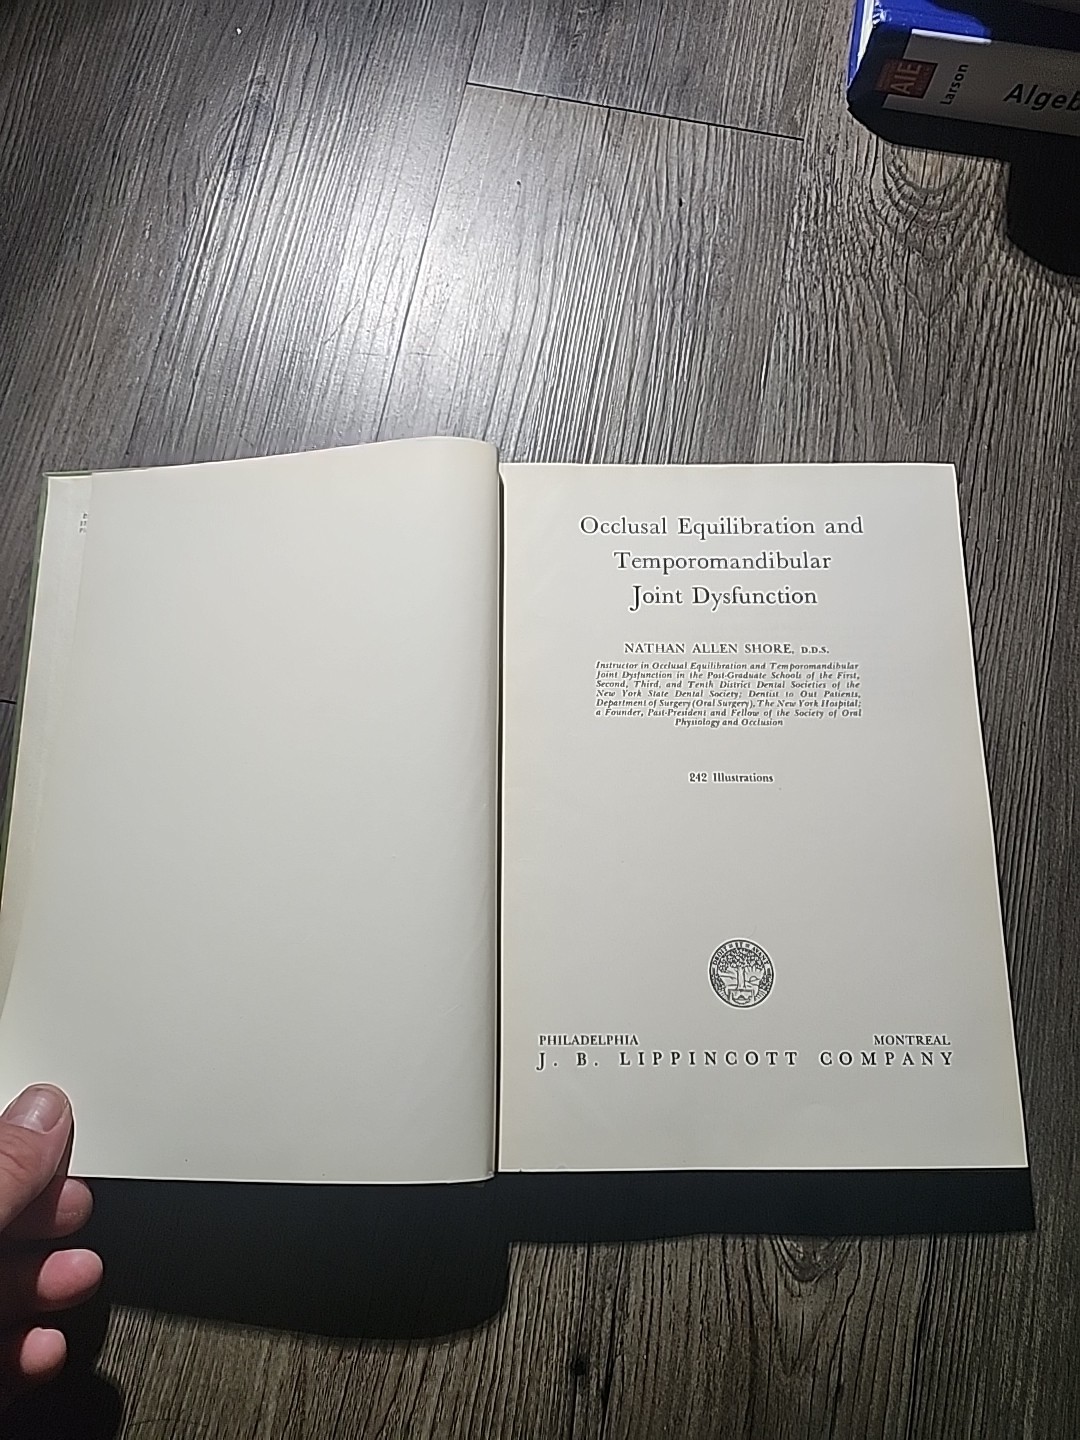 AIE
Larson
Algeb
Occlusal Equilibration and
Temporomandibular
Joint Dysfunction
NATHAN ALLEN SHORE, D.D.S.
Instructor in Occlusal Equilibration and Temporomandibular
Joint Dysfunction in the Post-Graduate Schools of the First,
Second, Third, and Tenth District Dental Societies of the
New York State Dental Society; Dentist to Out Patients,
Department of Surgery (Oral Surgery), The New York Hospital;
a Founder, Past-President and Fellow of the Society of Oral
Physiology and Occlusion
242 Illustrations
PHILADELPHIA MONTREAL
J. B. LIPPINCOTT COMPANY